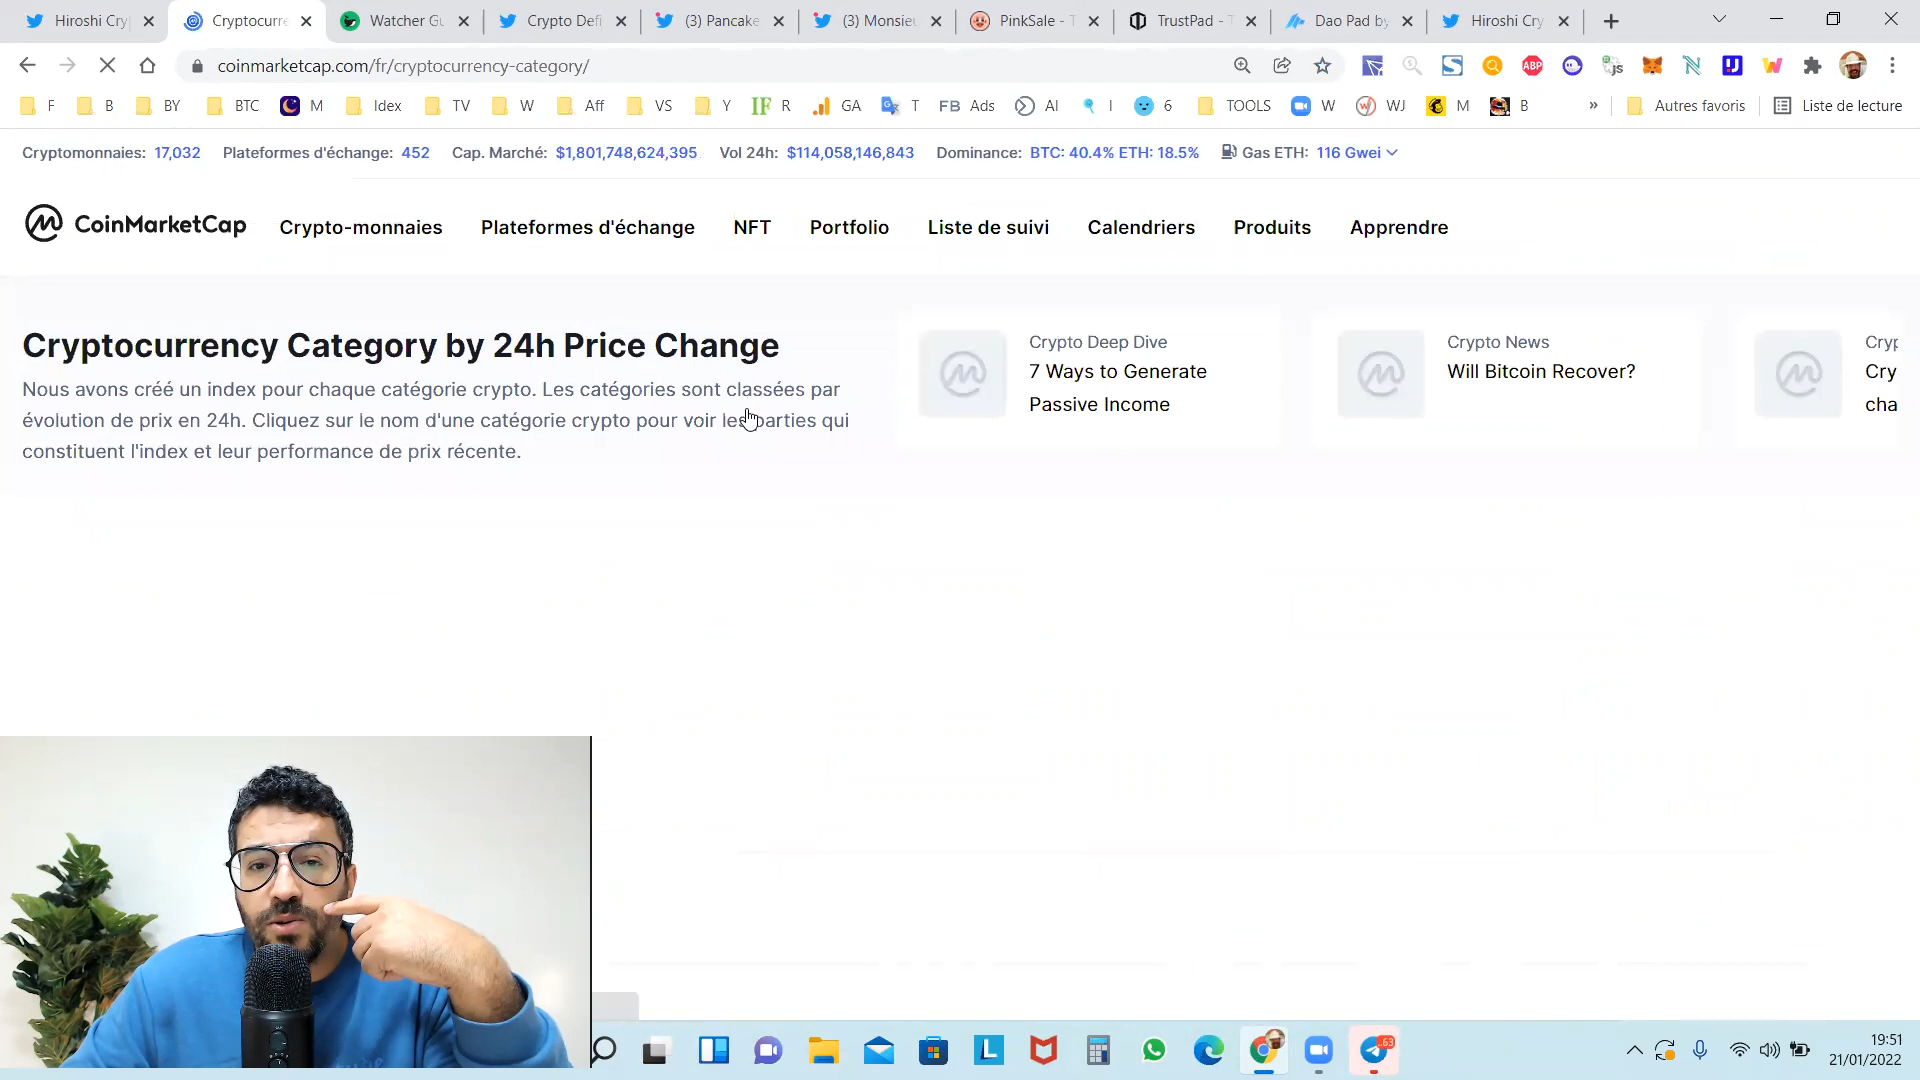 Hiroshi Cry
Cryptocurre
Watcher Gu
Crypto Defi
(3) Pancake
(3) Monsieu
PinkSale - T
TrustPad - T
Dao Pad by
Hiroshi Cry
coinmarketcap.com/fr/cryptocurrency-category/
F B BY BTC M Idex TV W Aff VS Y IF R GA T FB Ads AI I 6 TOOLS W WJ M B » Autres favoris Liste de lecture
Cryptomonnaies: 17,032 Plateformes d'échange: 452 Cap. Marché: $1,801,748,624,395 Vol 24h: $114,058,146,843 Dominance: BTC: 40.4% ETH: 18.5% Gas ETH: 116 Gwei
CoinMarketCap Crypto-monnaies Plateformes d'échange NFT Portfolio Liste de suivi Calendriers Produits Apprendre
Cryptocurrency Category by 24h Price Change
Nous avons créé un index pour chaque catégorie crypto. Les catégories sont classées par
évolution de prix en 24h. Cliquez sur le nom d'une catégorie crypto pour voir les parties qui
constituent l'index et leur performance de prix récente.
Crypto Deep Dive
7 Ways to Generate
Passive Income
Crypto News
Will Bitcoin Recover?
Cryp
Cry
cha
63
19:51
21/01/2022